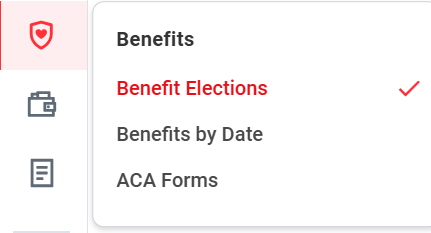 Benefits
Benefit Elections
Benefits by Date
ACA Forms